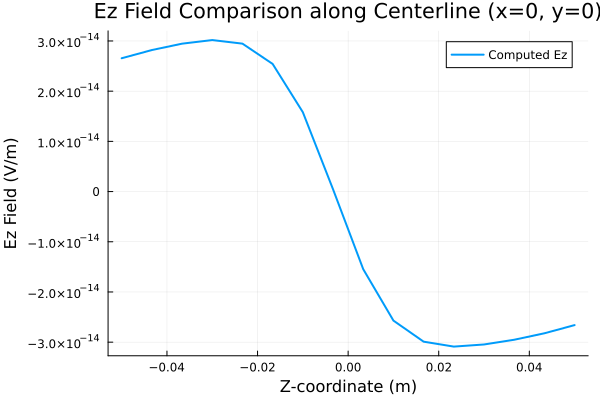 Ez Field Comparison along Centerline (x=0, y=0)
Computed Ez
3.0×10⁻¹⁴
2.0×10⁻¹⁴
1.0×10⁻¹⁴
0
−1.0×10⁻¹⁴
−2.0×10⁻¹⁴
−3.0×10⁻¹⁴
Ez Field (V/m)
−0.04 −0.02 0.00 0.02 0.04
Z-coordinate (m)